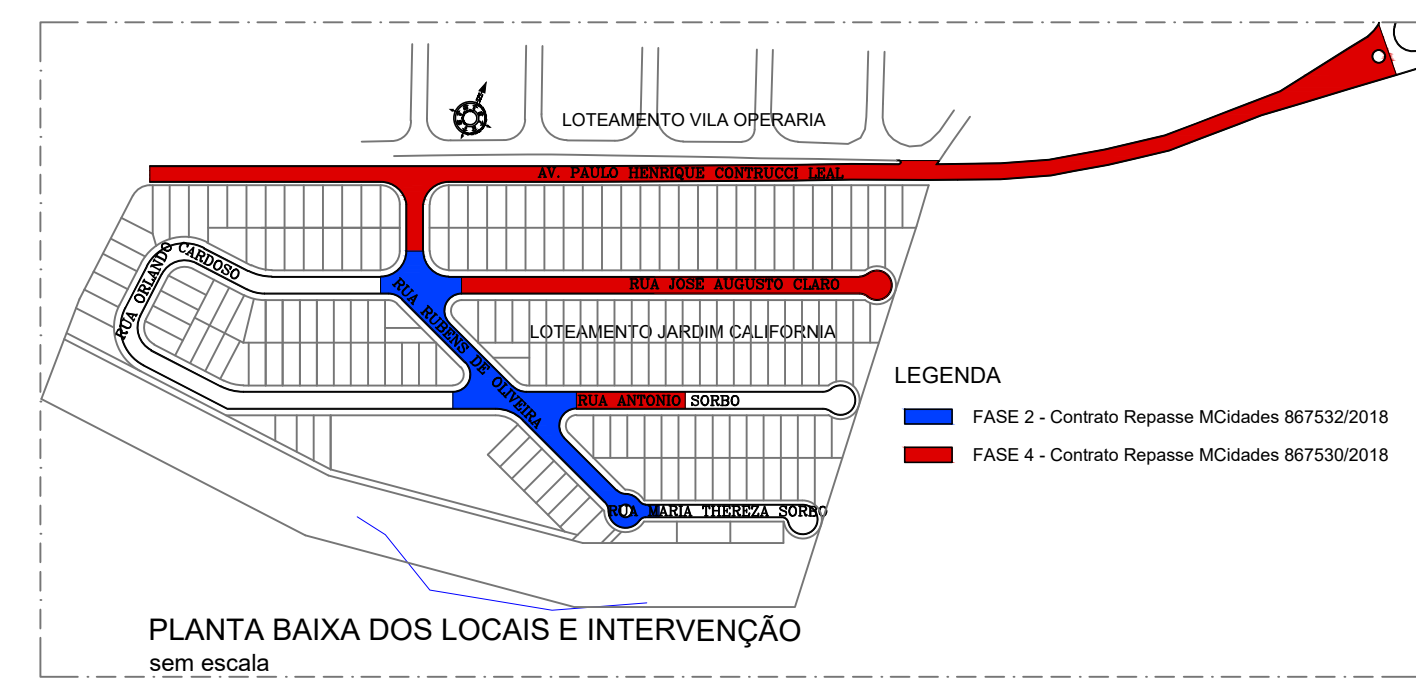 LOTEAMENTO VILA OPERARIA
AV. PAULO HENRIQUE CONTRUCCI LEAL
RUA ORLANDO CARDOSO
RUA JOSE AUGUSTO CLARO
RUA RUBENS DE OLIVEIRA
LOTEAMENTO JARDIM CALIFORNIA
RUA ANTONIO SORBO
RUA MARIA THEREZA SORBO
LEGENDA
FASE 2 - Contrato Repasse MCidades 867532/2018
FASE 4 - Contrato Repasse MCidades 867530/2018
PLANTA BAIXA DOS LOCAIS E INTERVENÇÃO
sem escala